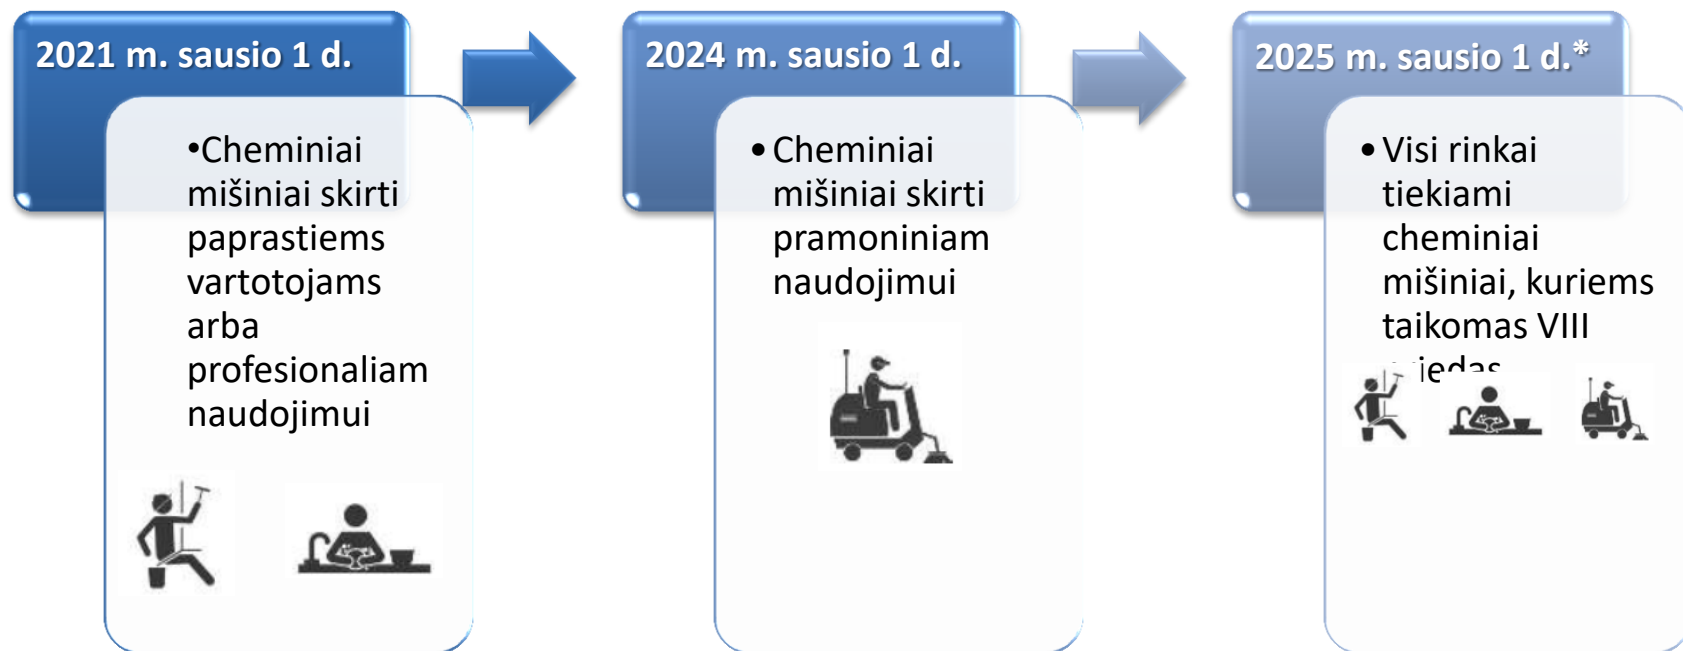 2021 m. sausio 1 d.
•Cheminiai
mišiniai skirti
paprastiems
vartotojams
arba
profesionaliam
naudojimui
2024 m. sausio 1 d.
• Cheminiai
mišiniai skirti
pramoniniam
naudojimui
2025 m. sausio 1 d.*
• Visi rinkai
tiekiami
cheminiai
mišiniai, kuriems
taikomas VIII
priedas